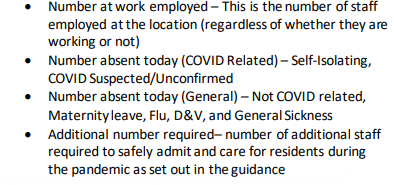 • Number at work employed – This is the number of staff
employed at the location (regardless of whether they are
working or not)
• Number absent today (COVID Related) – Self-Isolating,
COVID Suspected/Unconfirmed
• Number absent today (General) – Not COVID related,
Maternity leave, Flu, D&V, and General Sickness
• Additional number required– number of additional staff
required to safely admit and care for residents during
the pandemic as set out in the guidance